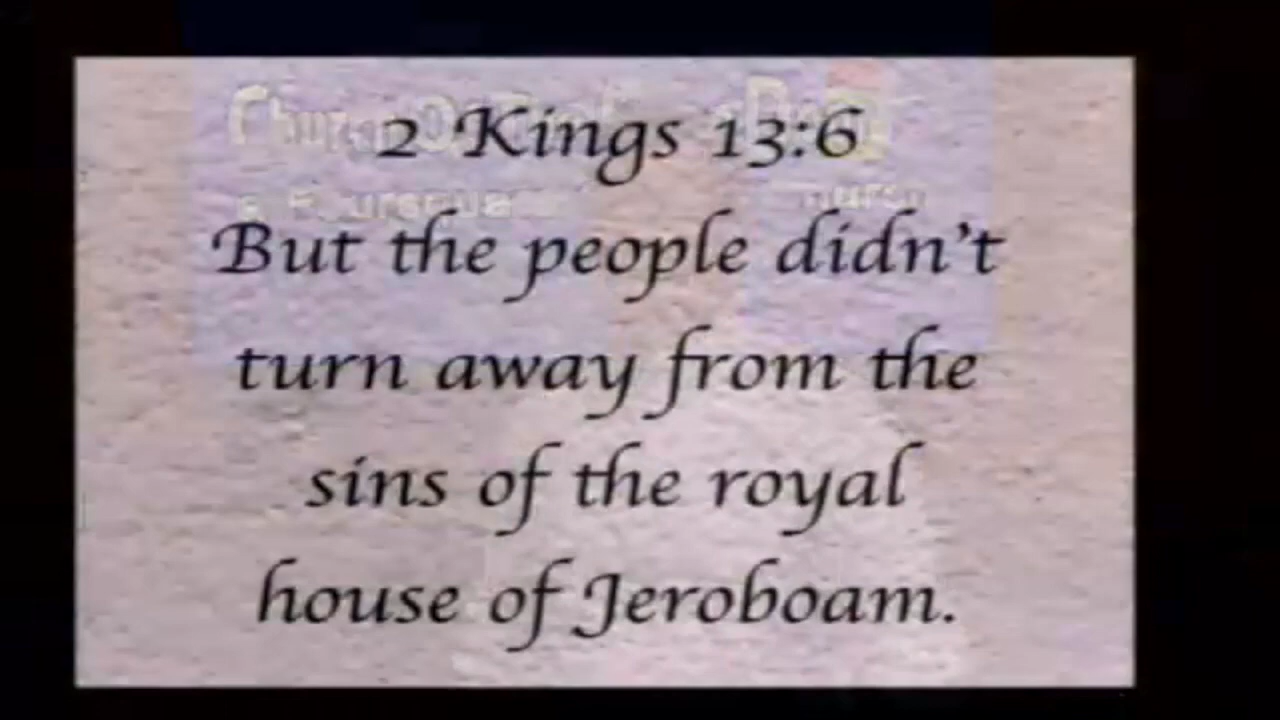 2 Kings 13:6
But the people didn't
turn away from the
sins of the royal
house of Jeroboam.